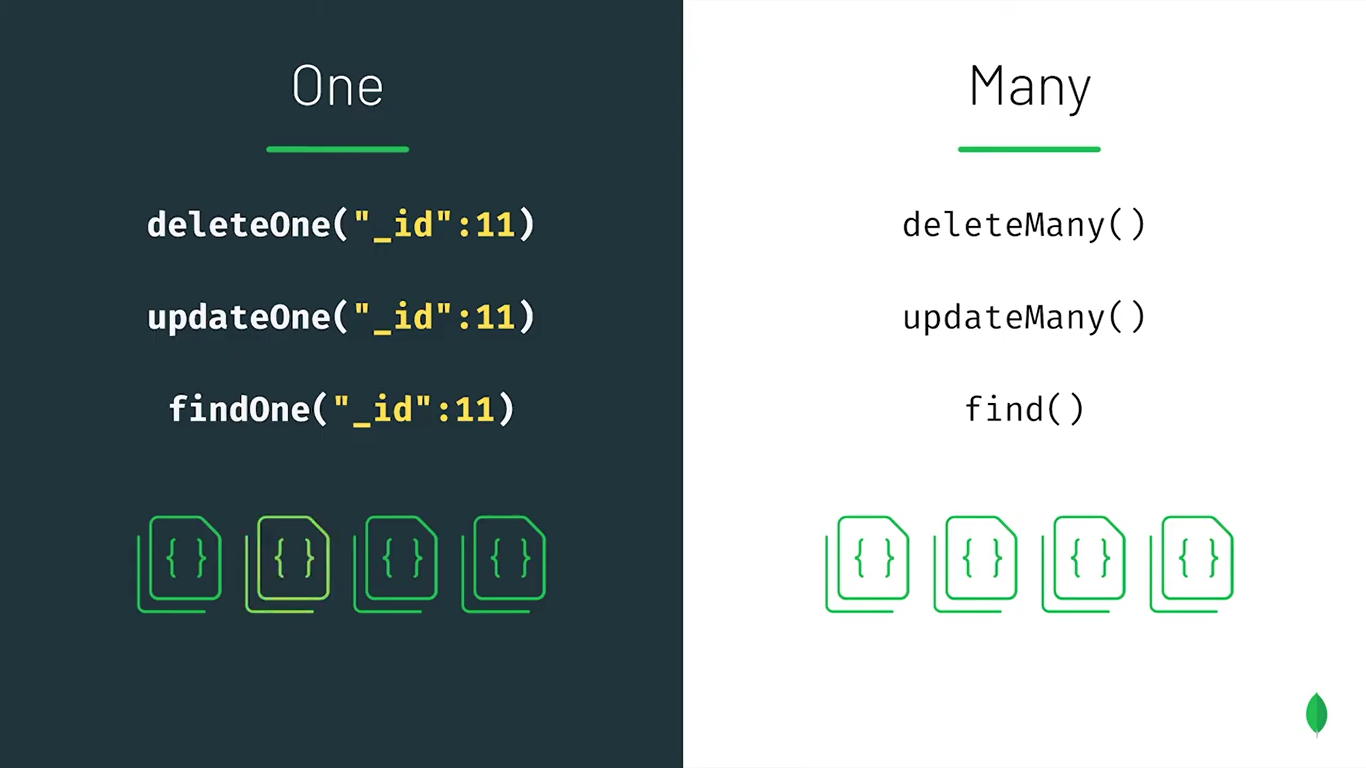 One
deleteOne("_id":11)
updateOne("_id":11)
findOne("_id":11)
{ }
{ }
{ }
{ }
Many
deleteMany()
updateMany()
find()
{ }
{ }
{ }
{ }